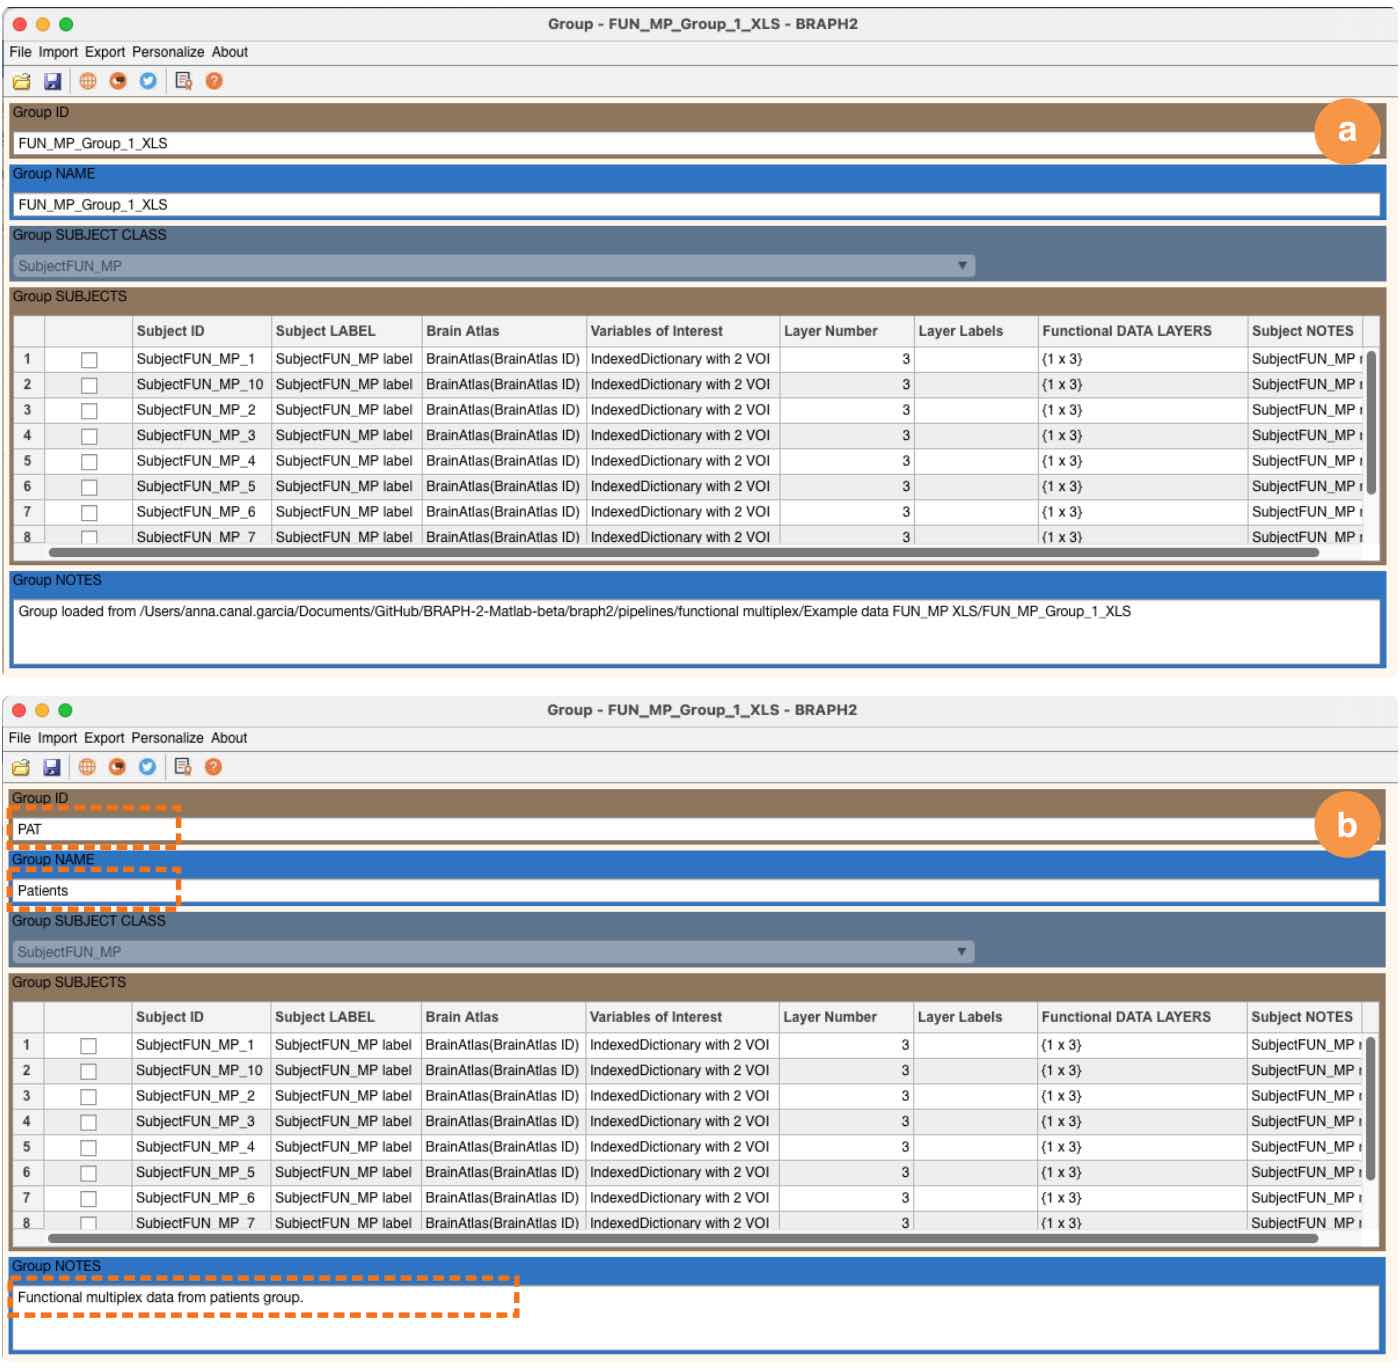 Group - FUN_MP_Group_1_XLS - BRAPH2
File Import Export Personalize About
Group ID
a
FUN_MP_Group_1_XLS
Group NAME
FUN_MP_Group_1_XLS
Group SUBJECT CLASS
SubjectFUN_MP
Group SUBJECTS
Subject ID Subject LABEL Brain Atlas Variables of Interest Layer Number Layer Labels Functional DATA LAYERS Subject NOTES
1 SubjectFUN_MP_1 SubjectFUN_MP label BrainAtlas(BrainAtlas ID) IndexedDictionary with 2 VOI 3 {1 x 3} SubjectFUN_MP
2 SubjectFUN_MP_10 SubjectFUN_MP label BrainAtlas(BrainAtlas ID) IndexedDictionary with 2 VOI 3 {1 x 3} SubjectFUN_MP
3 SubjectFUN_MP_2 SubjectFUN_MP label BrainAtlas(BrainAtlas ID) IndexedDictionary with 2 VOI 3 {1 x 3} SubjectFUN_MP
4 SubjectFUN_MP_3 SubjectFUN_MP label BrainAtlas(BrainAtlas ID) IndexedDictionary with 2 VOI 3 {1 x 3} SubjectFUN_MP
5 SubjectFUN_MP_4 SubjectFUN_MP label BrainAtlas(BrainAtlas ID) IndexedDictionary with 2 VOI 3 {1 x 3} SubjectFUN_MP
6 SubjectFUN_MP_5 SubjectFUN_MP label BrainAtlas(BrainAtlas ID) IndexedDictionary with 2 VOI 3 {1 x 3} SubjectFUN_MP
7 SubjectFUN_MP_6 SubjectFUN_MP label BrainAtlas(BrainAtlas ID) IndexedDictionary with 2 VOI 3 {1 x 3} SubjectFUN_MP
8 SubjectFUN_MP_7 SubjectFUN_MP label BrainAtlas(BrainAtlas ID) IndexedDictionary with 2 VOI 3 {1 x 3} SubjectFUN_MP
Group NOTES
Group loaded from /Users/anna.canal.garcia/Documents/GitHub/BRAPH-2-Matlab-beta/braph2/pipelines/functional multiplex/Example data FUN_MP XLS/FUN_MP_Group_1_XLS
Group - FUN_MP_Group_1_XLS - BRAPH2
File Import Export Personalize About
Group ID
b
PAT
Group NAME
Patients
Group SUBJECT CLASS
SubjectFUN_MP
Group SUBJECTS
Subject ID Subject LABEL Brain Atlas Variables of Interest Layer Number Layer Labels Functional DATA LAYERS Subject NOTES
1 SubjectFUN_MP_1 SubjectFUN_MP label BrainAtlas(BrainAtlas ID) IndexedDictionary with 2 VOI 3 {1 x 3} SubjectFUN_MP
2 SubjectFUN_MP_10 SubjectFUN_MP label BrainAtlas(BrainAtlas ID) IndexedDictionary with 2 VOI 3 {1 x 3} SubjectFUN_MP
3 SubjectFUN_MP_2 SubjectFUN_MP label BrainAtlas(BrainAtlas ID) IndexedDictionary with 2 VOI 3 {1 x 3} SubjectFUN_MP
4 SubjectFUN_MP_3 SubjectFUN_MP label BrainAtlas(BrainAtlas ID) IndexedDictionary with 2 VOI 3 {1 x 3} SubjectFUN_MP
5 SubjectFUN_MP_4 SubjectFUN_MP label BrainAtlas(BrainAtlas ID) IndexedDictionary with 2 VOI 3 {1 x 3} SubjectFUN_MP
6 SubjectFUN_MP_5 SubjectFUN_MP label BrainAtlas(BrainAtlas ID) IndexedDictionary with 2 VOI 3 {1 x 3} SubjectFUN_MP
7 SubjectFUN_MP_6 SubjectFUN_MP label BrainAtlas(BrainAtlas ID) IndexedDictionary with 2 VOI 3 {1 x 3} SubjectFUN_MP
8 SubjectFUN_MP_7 SubjectFUN_MP label BrainAtlas(BrainAtlas ID) IndexedDictionary with 2 VOI 3 {1 x 3} SubjectFUN_MP
Group NOTES
Functional multiplex data from patients group.